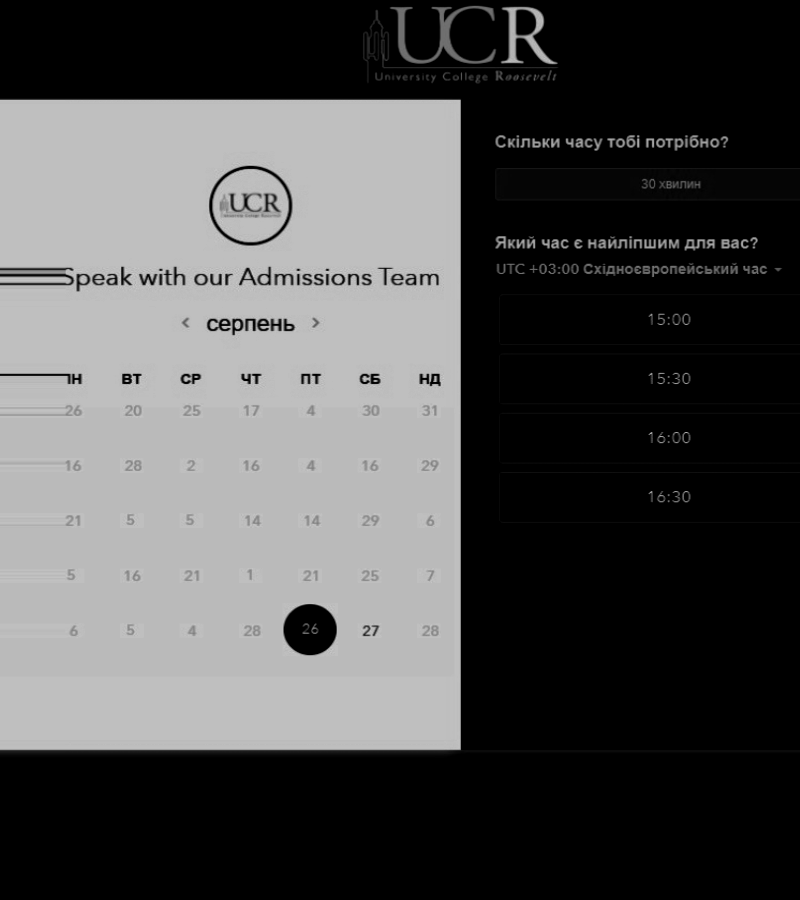 UCR
University College Roosevelt
UCR
Speak with our Admissions Team
серпень
ПН ВТ СР ЧТ ПТ СБ НД
26 20 25 17 4 30 31
16 28 2 16 4 16 29
21 5 5 14 14 29 6
5 16 21 1 21 25 7
6 5 4 28 26 27 28
Скільки часу тобі потрібно?
30 хвилин
Який час є найліпшим для вас?
UTC +03:00 Східноєвропейський час
15:00
15:30
16:00
16:30